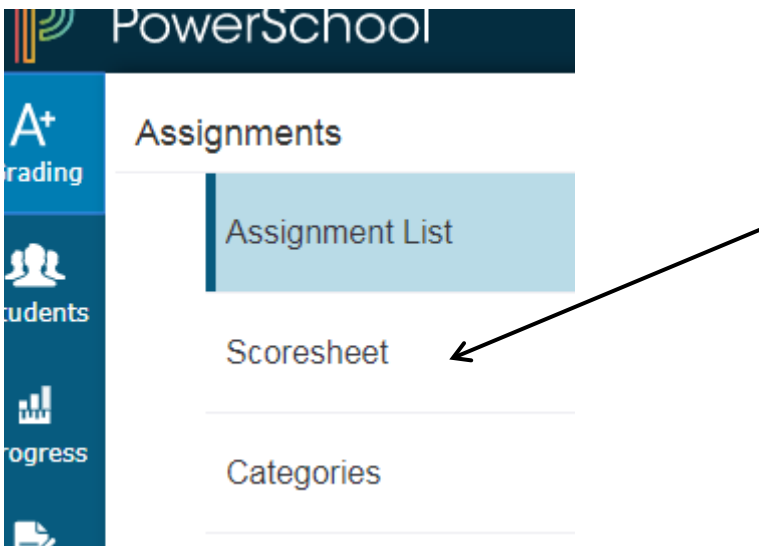 PowerSchool
A+
rading
Assignments
Assignment List
tudents
Scoresheet
rogress
Categories